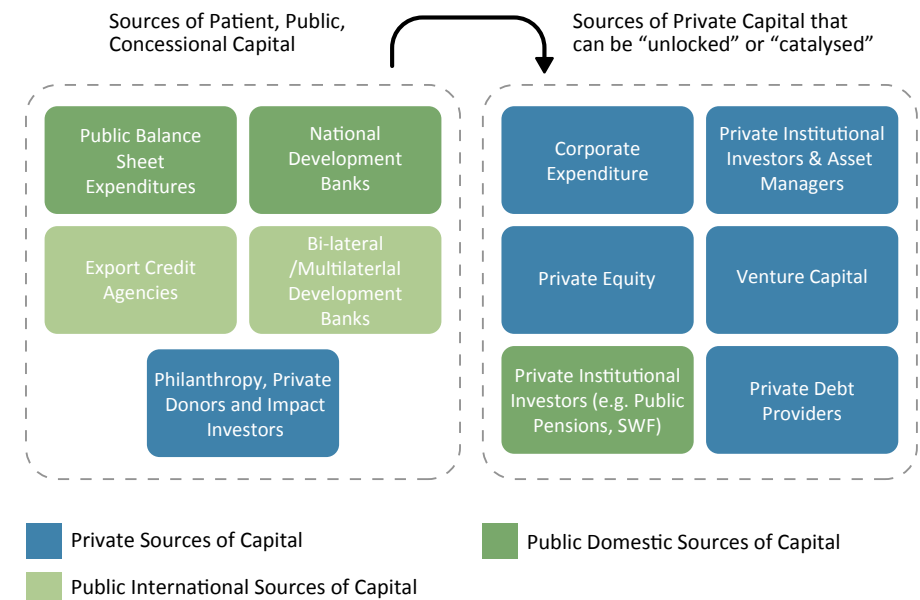 Sources of Patient, Public,
Concessional Capital
Sources of Private Capital that
can be “unlocked” or “catalysed”
Public Balance
Sheet
Expenditures
National
Development
Banks
Export Credit
Agencies
Bi-lateral
/Multilaterlal
Development
Banks
Philanthropy, Private
Donors and Impact
Investors
Corporate
Expenditure
Private Institutional
Investors & Asset
Managers
Private Equity
Venture Capital
Private Institutional
Investors (e.g. Public
Pensions, SWF)
Private Debt
Providers
Private Sources of Capital
Public Domestic Sources of Capital
Public International Sources of Capital